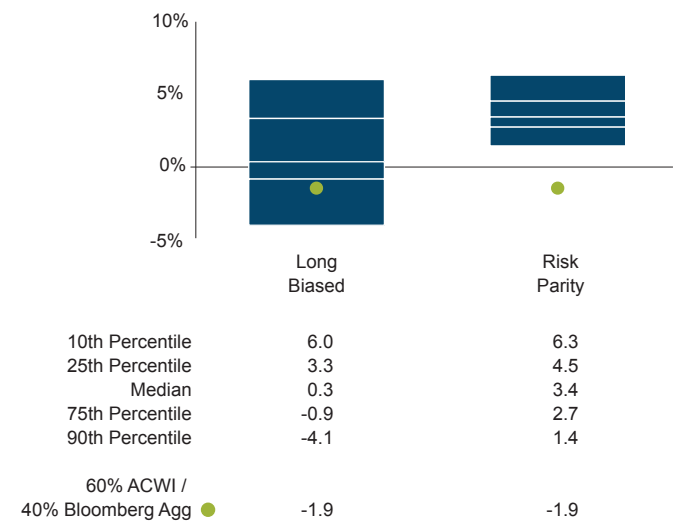 10%
5%
0%
-5%
Long Risk
Biased Parity
10th Percentile 6.0 6.3
25th Percentile 3.3 4.5
Median 0.3 3.4
75th Percentile -0.9 2.7
90th Percentile -4.1 1.4
60% ACWI /
40% Bloomberg Agg -1.9 -1.9